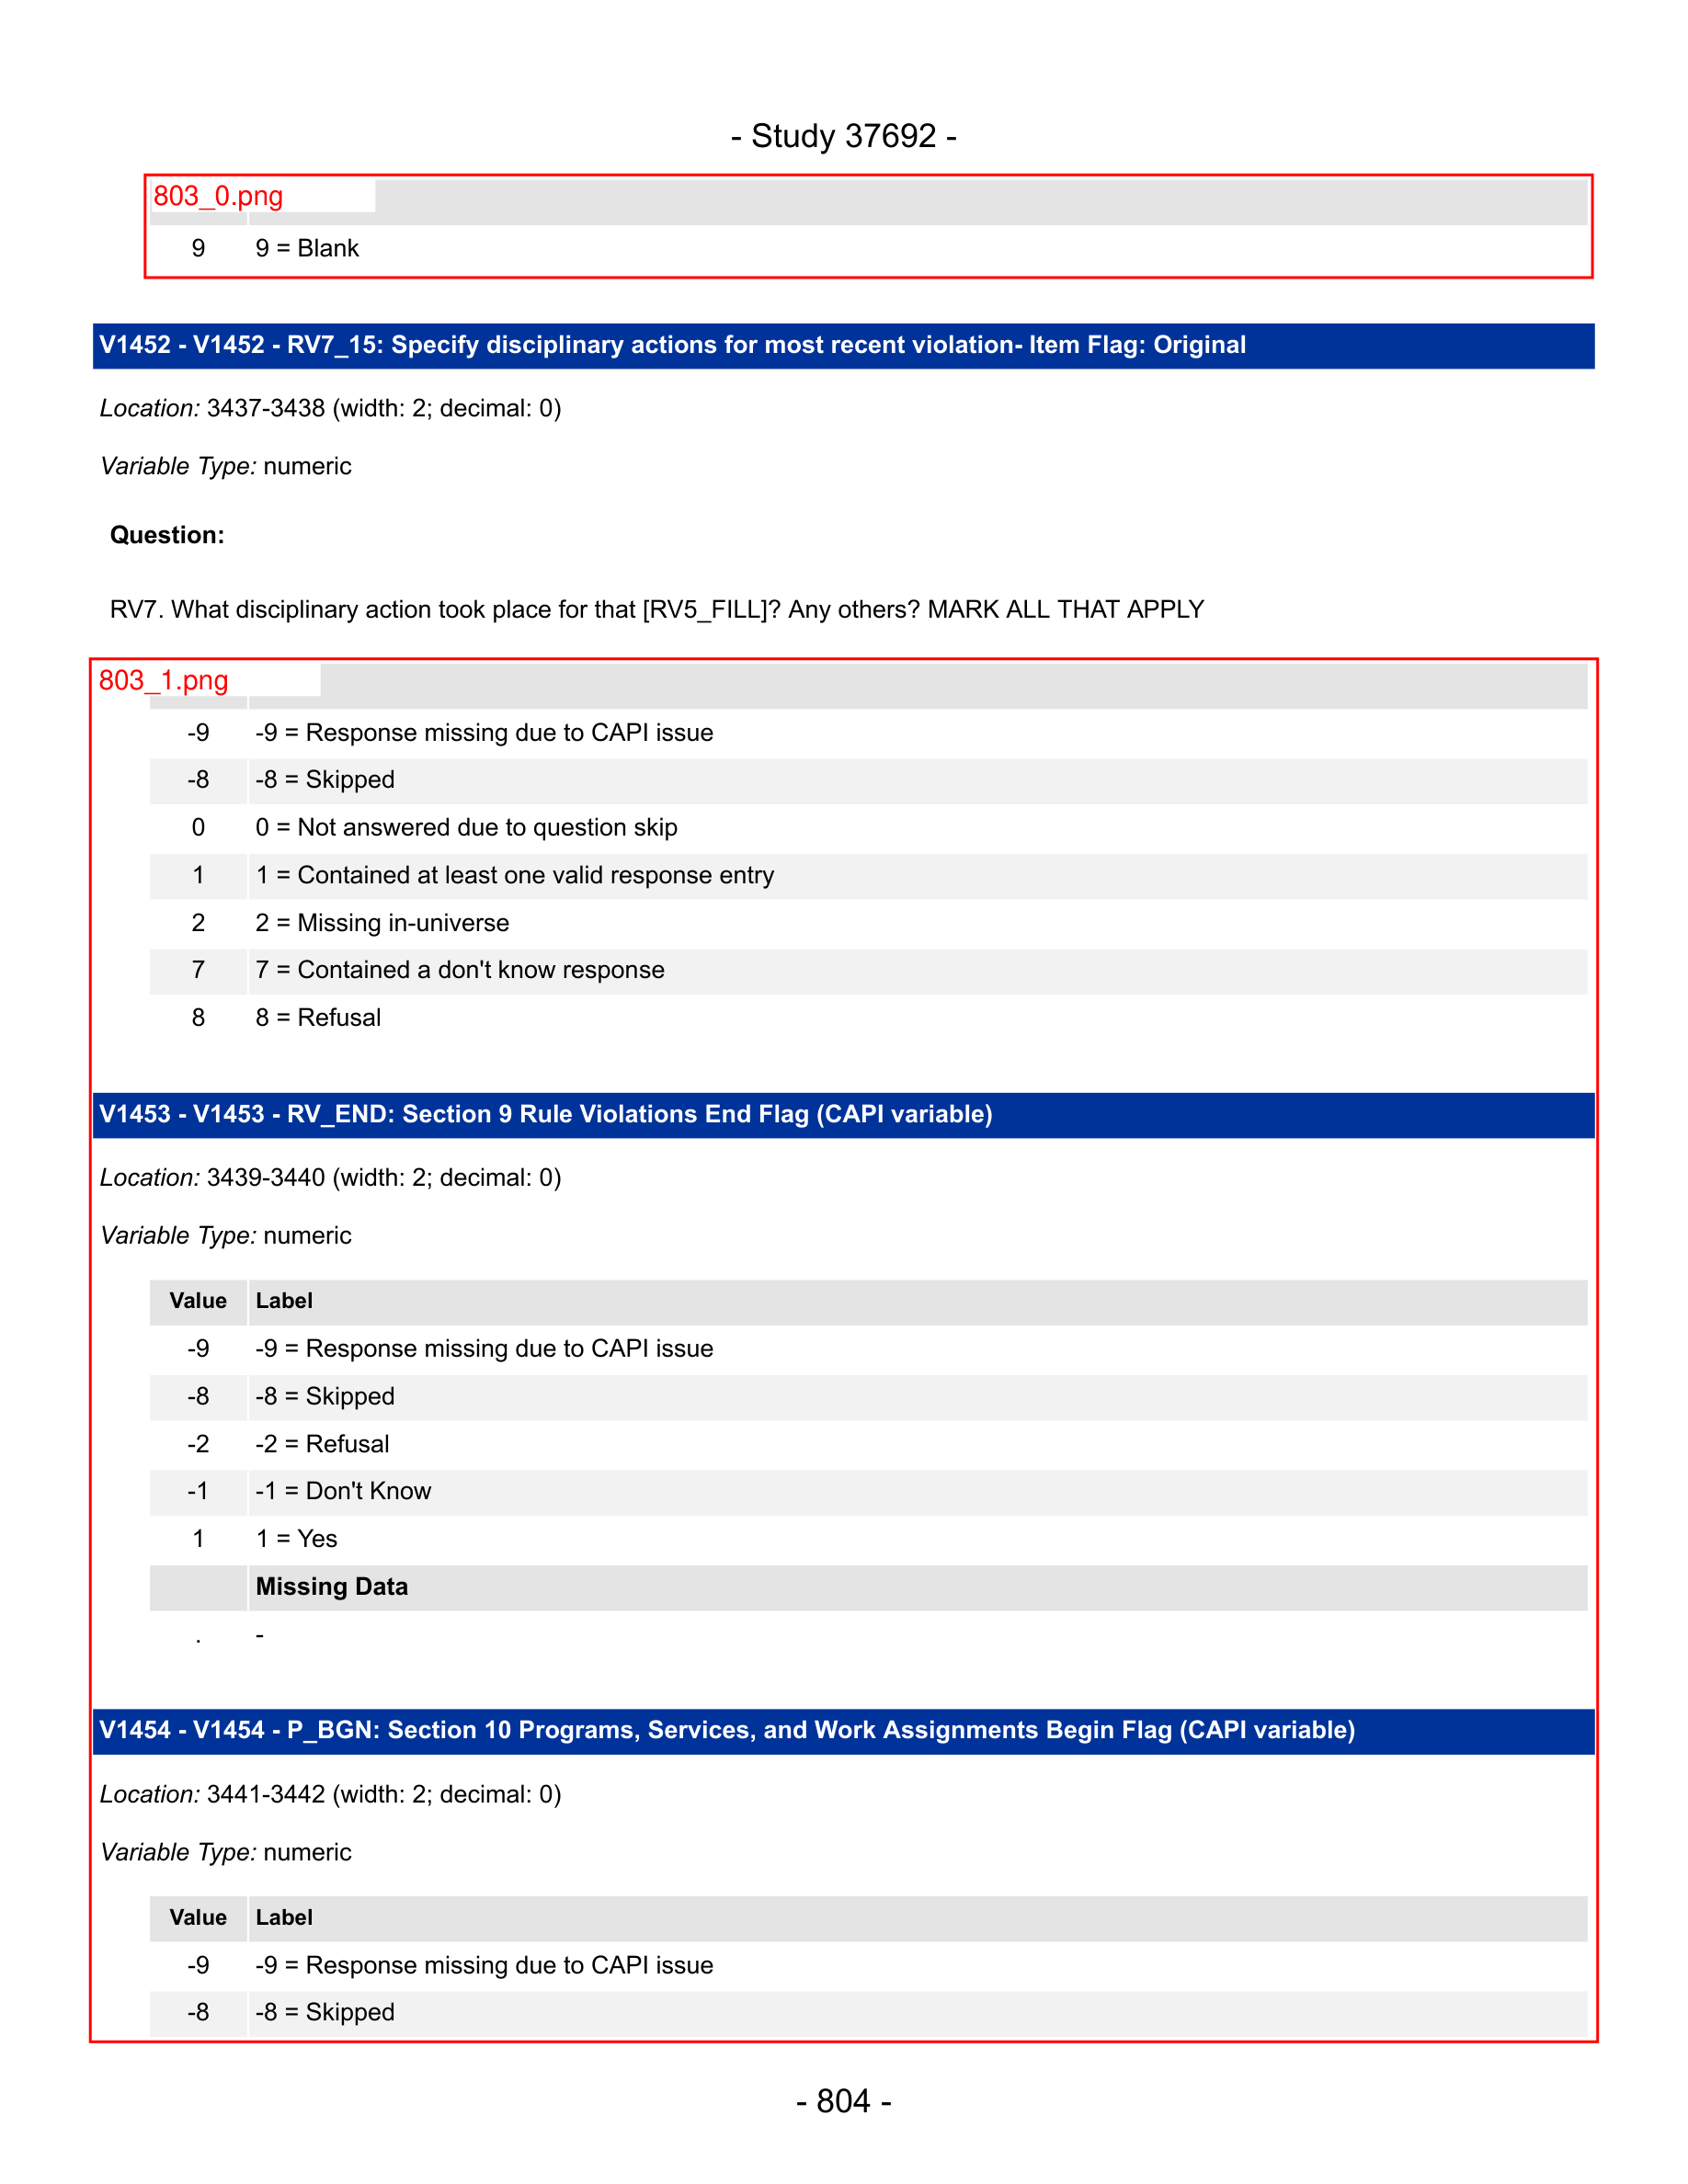 - Study 37692 -
803_0.png
9 9 = Blank
V1452 - V1452 - RV7_15: Specify disciplinary actions for most recent violation- Item Flag: Original
Location: 3437-3438 (width: 2; decimal: 0)
Variable Type: numeric
Question:
RV7. What disciplinary action took place for that [RV5_FILL]? Any others? MARK ALL THAT APPLY
803_1.png
-9 -9 = Response missing due to CAPI issue
-8 -8 = Skipped
0 0 = Not answered due to question skip
1 1 = Contained at least one valid response entry
2 2 = Missing in-universe
7 7 = Contained a don't know response
8 8 = Refusal
V1453 - V1453 - RV_END: Section 9 Rule Violations End Flag (CAPI variable)
Location: 3439-3440 (width: 2; decimal: 0)
Variable Type: numeric
Value Label
-9 -9 = Response missing due to CAPI issue
-8 -8 = Skipped
-2 -2 = Refusal
-1 -1 = Don't Know
1 1 = Yes
Missing Data
. -
V1454 - V1454 - P_BGN: Section 10 Programs, Services, and Work Assignments Begin Flag (CAPI variable)
Location: 3441-3442 (width: 2; decimal: 0)
Variable Type: numeric
Value Label
-9 -9 = Response missing due to CAPI issue
-8 -8 = Skipped
- 804 -